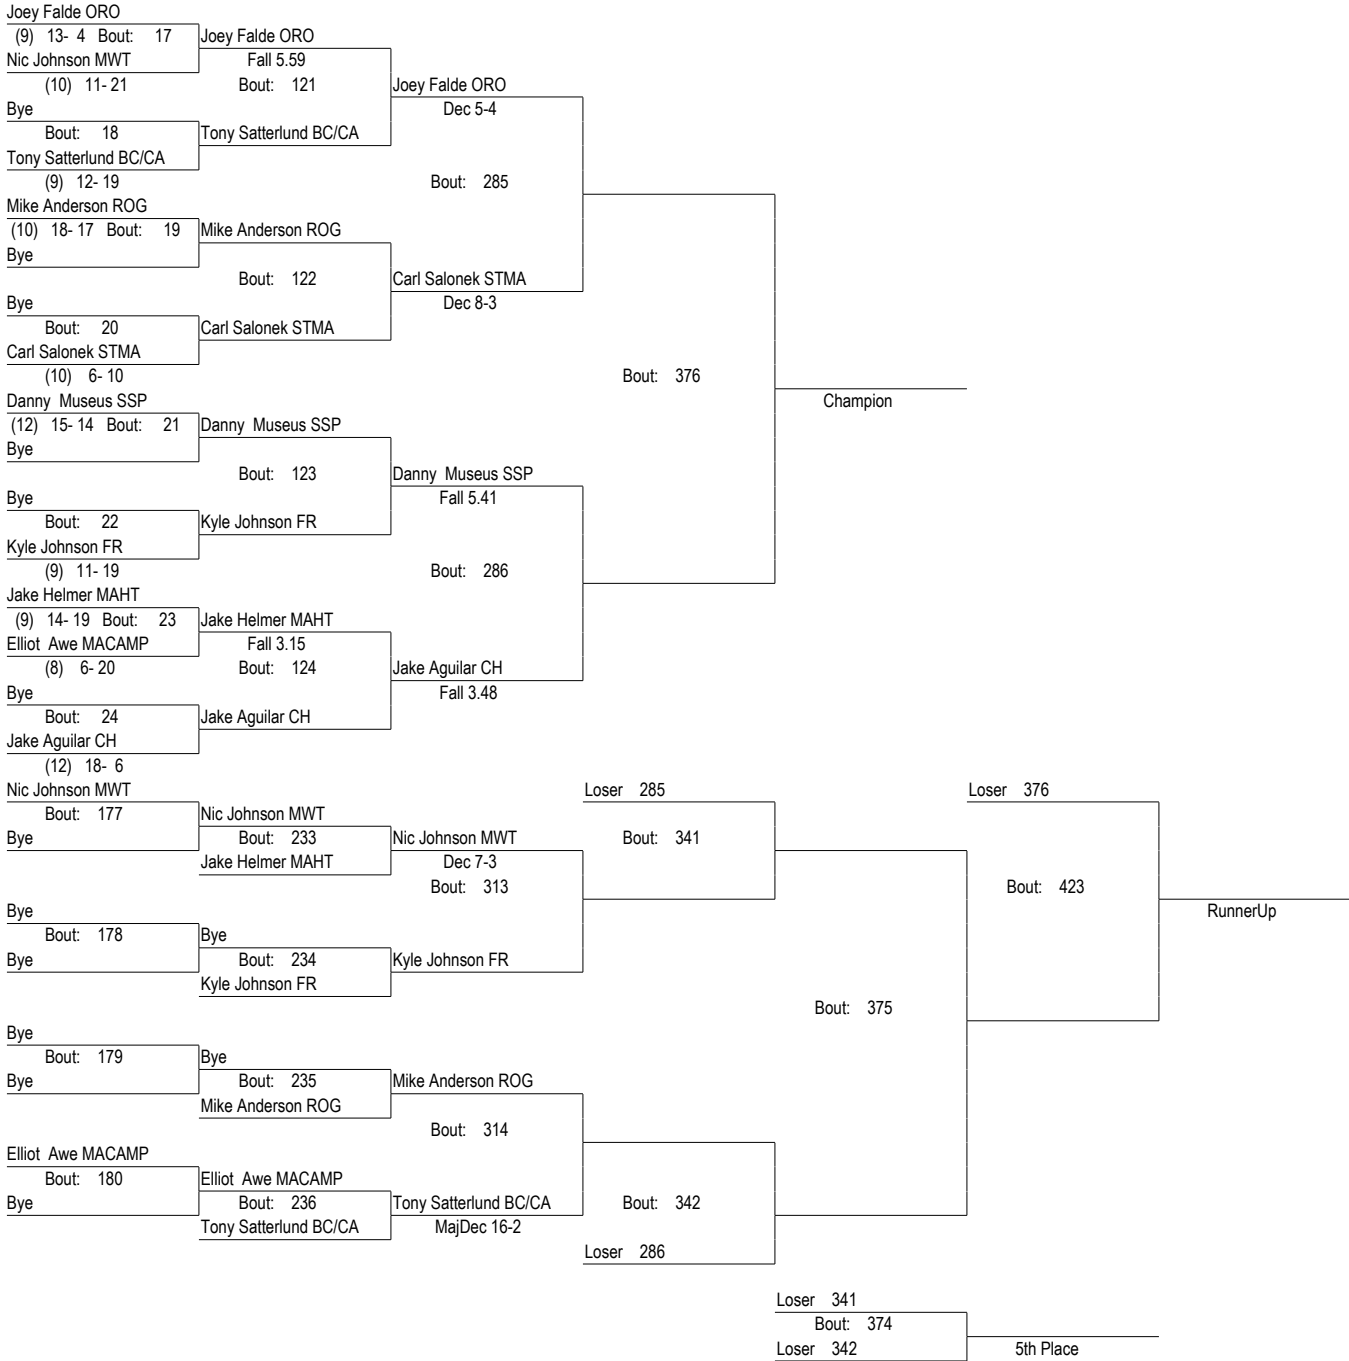 Joey Falde ORO
(9) 13- 4 Bout: 17 Joey Falde ORO
Nic Johnson MWT Fall 5.59
(10) 11- 21 Bout: 121 Joey Falde ORO
Bye Dec 5-4
Bout: 18 Tony Satterlund BC/CA
Tony Satterlund BC/CA
(9) 12- 19 Bout: 285
Mike Anderson ROG
(10) 18- 17 Bout: 19 Mike Anderson ROG
Bye
Bout: 122 Carl Salonek STMA
Bye Dec 8-3
Bout: 20 Carl Salonek STMA
Carl Salonek STMA
(10) 6- 10 Bout: 376
Danny Museus SSP Champion
(12) 15- 14 Bout: 21 Danny Museus SSP
Bye
Bout: 123 Danny Museus SSP
Bye Fall 5.41
Bout: 22 Kyle Johnson FR
Kyle Johnson FR
(9) 11- 19 Bout: 286
Jake Helmer MAHT
(9) 14- 19 Bout: 23 Jake Helmer MAHT
Elliot Awe MACAMP Fall 3.15
(8) 6- 20 Bout: 124 Jake Aguilar CH
Bye Fall 3.48
Bout: 24 Jake Aguilar CH
Jake Aguilar CH
(12) 18- 6
Nic Johnson MWT Loser 285 Loser 376
Bout: 177 Nic Johnson MWT
Bye Bout: 233 Nic Johnson MWT Bout: 341
Jake Helmer MAHT Dec 7-3
Bout: 313 Bout: 423
Bye RunnerUp
Bout: 178 Bye
Bye Bout: 234 Kyle Johnson FR
Kyle Johnson FR
Bout: 375
Bye
Bout: 179 Bye
Bye Bout: 235 Mike Anderson ROG
Mike Anderson ROG
Bout: 314
Elliot Awe MACAMP
Bout: 180 Elliot Awe MACAMP
Bye Bout: 236 Tony Satterlund BC/CA Bout: 342
Tony Satterlund BC/CA MajDec 16-2
Loser 286
Loser 341
Bout: 374
Loser 342 5th Place